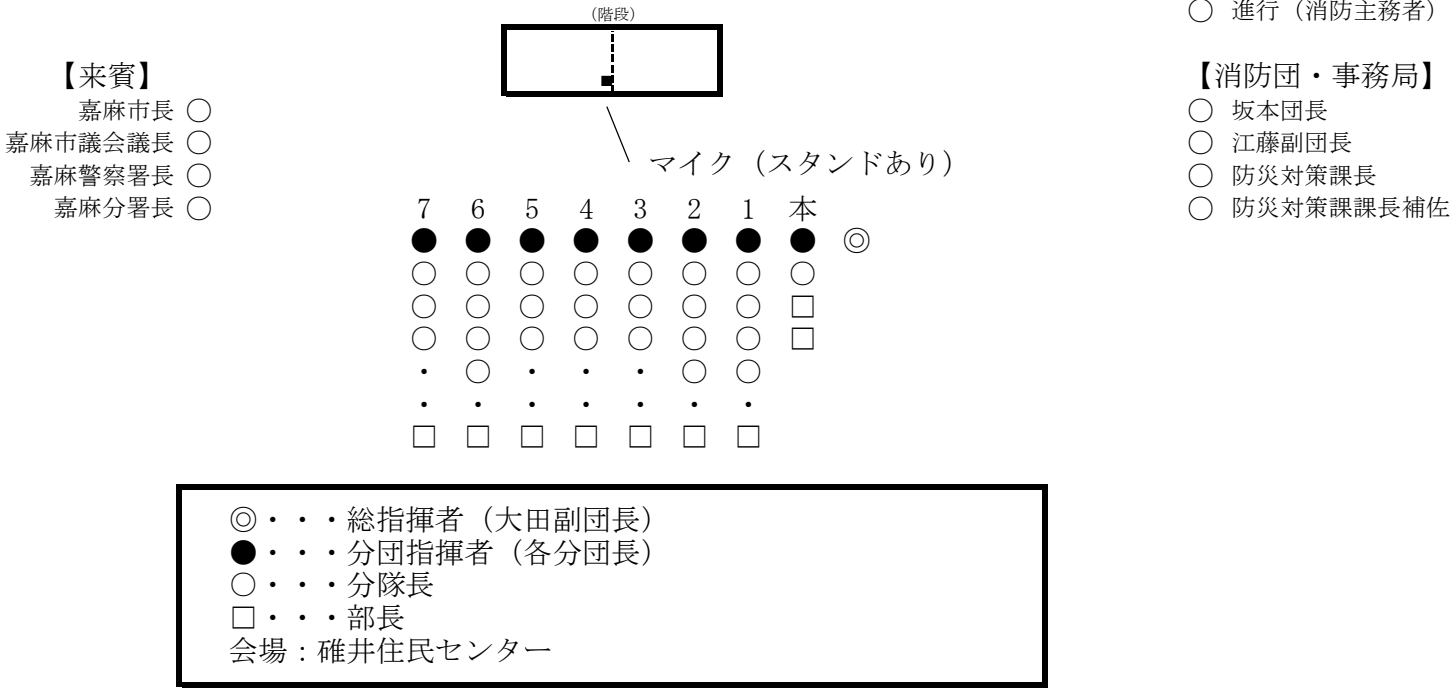 (階段)
○ 進行（消防主務者）
【来賓】
嘉麻市長 ○
嘉麻市議会議長 ○
嘉麻警察署長 ○
嘉麻分署長 ○
【消防団・事務局】
○ 坂本団長
○ 江藤副団長
○ 防災対策課長
○ 防災対策課課長補佐
マイク（スタンドあり）
7 6 5 4 3 2 1 本
● ● ● ● ● ● ● ● ◎
○ ○ ○ ○ ○ ○ ○ ○
○ ○ ○ ○ ○ ○ ○ □
○ ○ ○ ○ ○ ○ ○ □
・ ○ ・ ・ ・ ○ ○
・ ・ ・ ・ ・ ・ ・
□ □ □ □ □ □ □
◎・・・総指揮者（大田副団長）
●・・・分団指揮者（各分団長）
○・・・分隊長
□・・・部長
会場：碓井住民センター